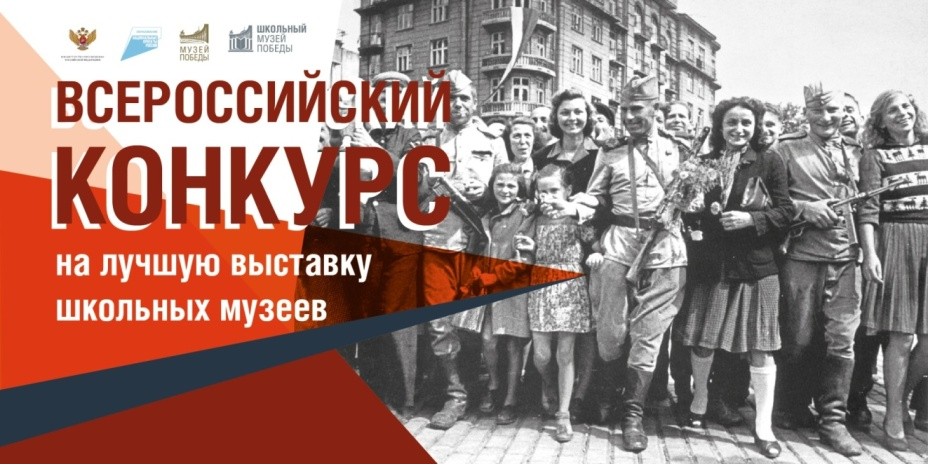 МУЗЕЙ
ПОБЕДЫ
ШКОЛЬНЫЙ
МУЗЕЙ
ПОБЕДЫ
ВСЕРОССИЙСКИЙ
КОНКУРС
на лучшую выставку
школьных музеев